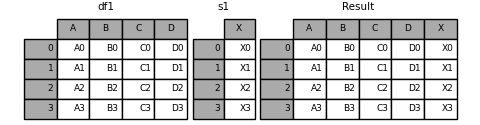 df1 s1 Result
A B C D X A B C D X
0 A0 B0 C0 D0 0 X0 0 A0 B0 C0 D0 X0
1 A1 B1 C1 D1 1 X1 1 A1 B1 C1 D1 X1
2 A2 B2 C2 D2 2 X2 2 A2 B2 C2 D2 X2
3 A3 B3 C3 D3 3 X3 3 A3 B3 C3 D3 X3